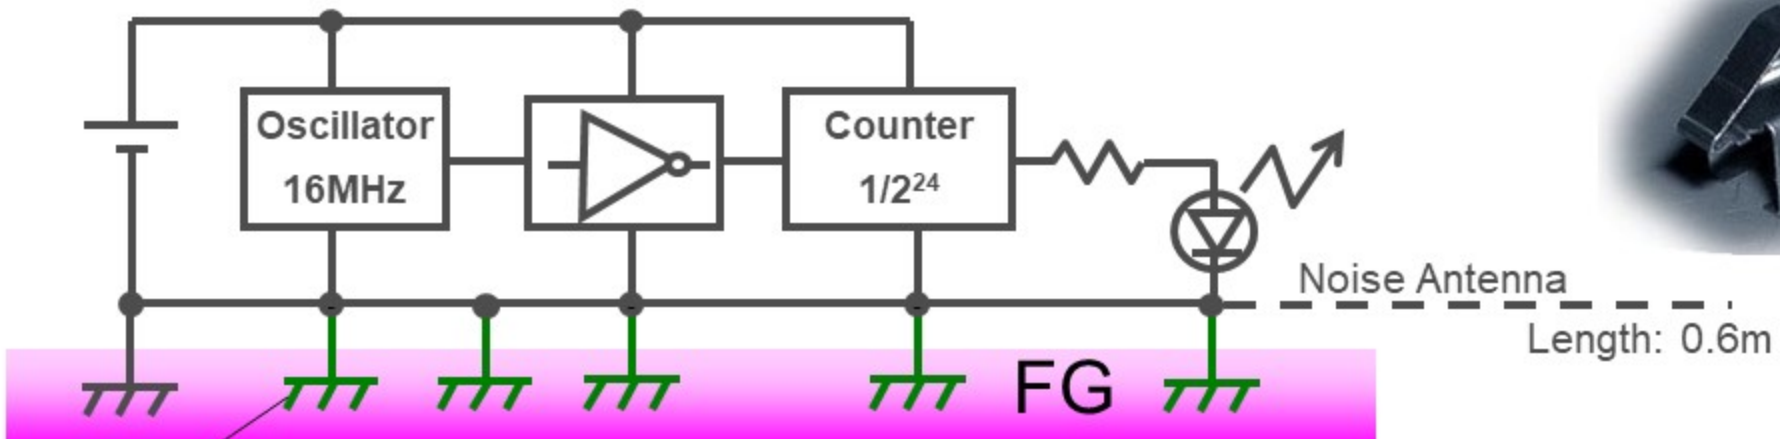 Oscillator
16MHz
Counter
1/2²⁴
Noise Antenna
Length: 0.6m
FG